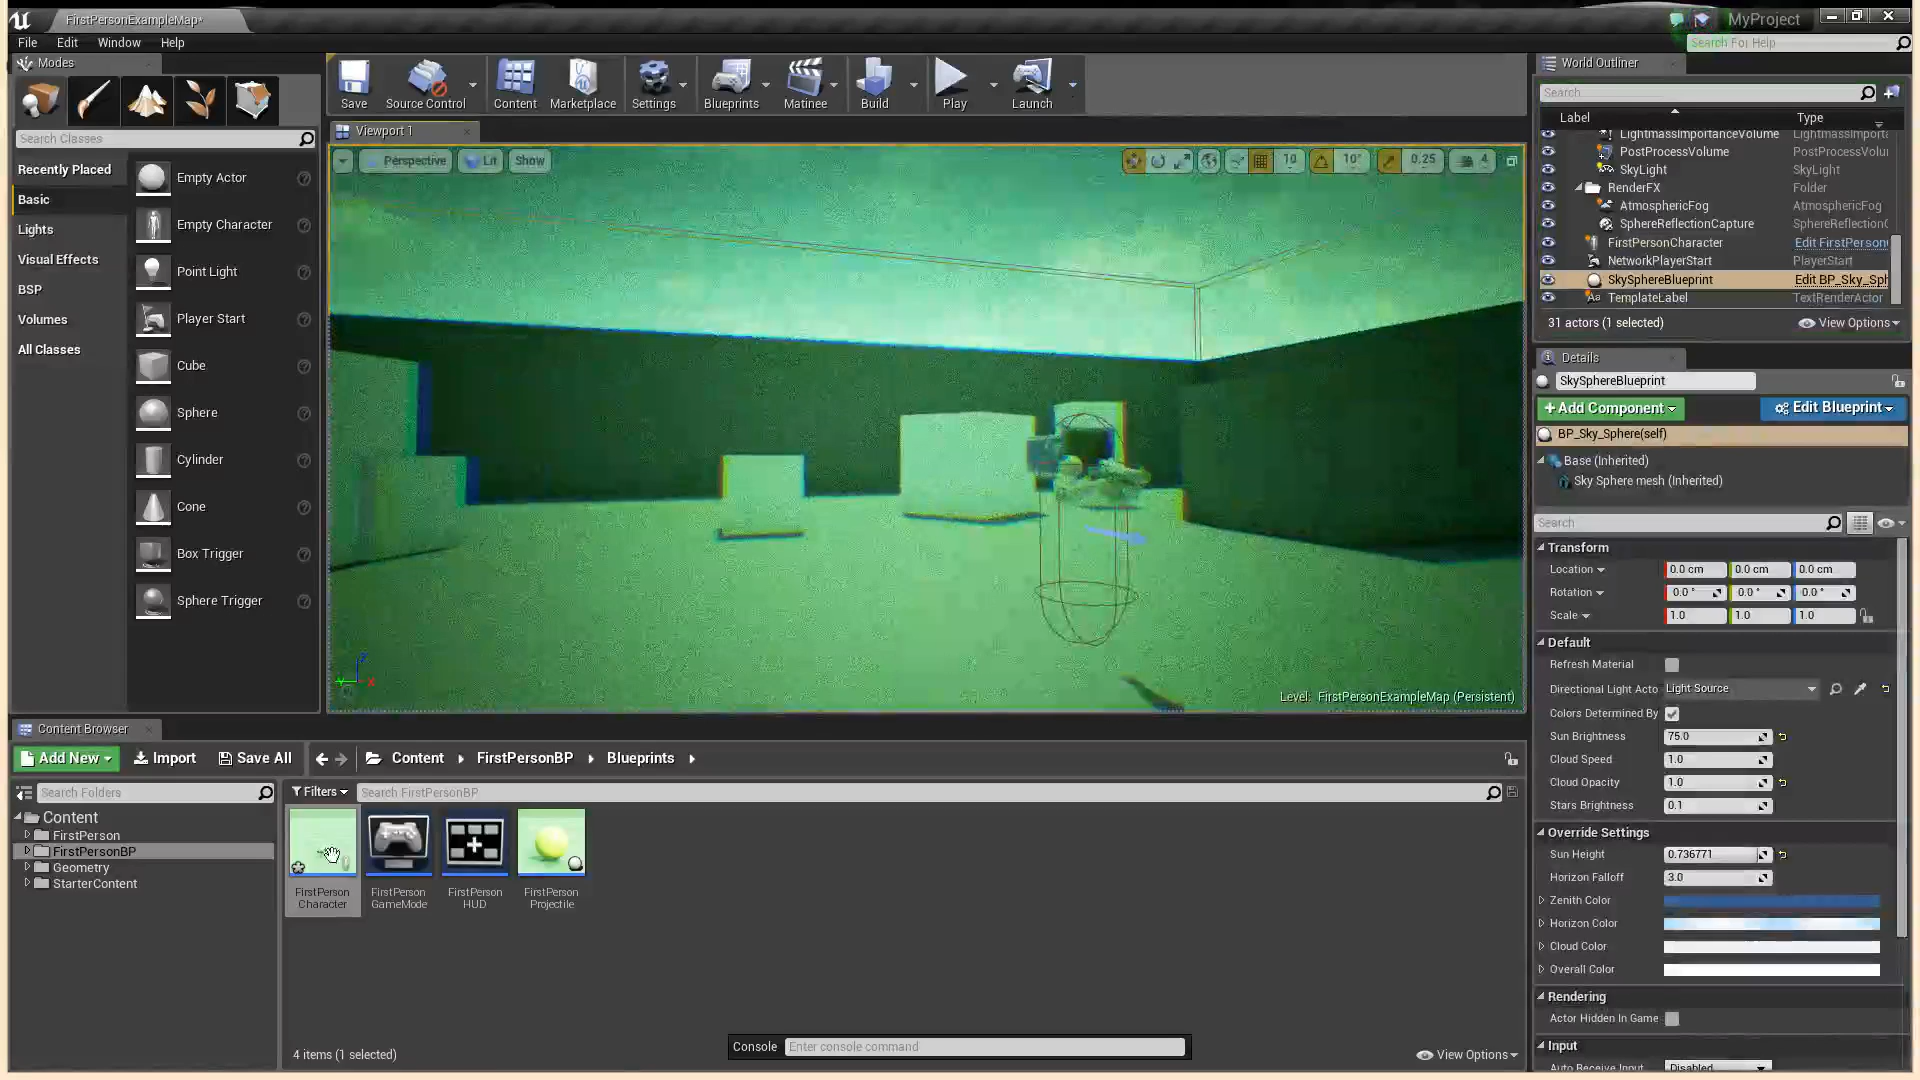 FirstPersonExampleMap*
MyProject
File Edit Window Help
Search For Help
Modes
Search Classes
Recently Placed
Basic
Lights
Visual Effects
BSP
Volumes
All Classes
Empty Actor
Empty Character
Point Light
Player Start
Cube
Sphere
Cylinder
Cone
Box Trigger
Sphere Trigger
Save
Source Control
Content
Marketplace
Settings
Blueprints
Matinee
Build
Play
Launch
Viewport 1
Perspective
Lit
Show
10
10°
0.25
4
Level: FirstPersonExampleMap (Persistent)
World Outliner
Search
Label Type
LightmassImportanceVolume Lightmassimporta
PostProcessVolume PostProcessVolu
SkyLight SkyLight
RenderFX Folder
AtmosphericFog AtmosphericFog
SphereReflectionCapture SphereReflectionC
FirstPersonCharacter Edit FirstPerson
NetworkPlayerStart PlayerStart
SkySphereBlueprint Edit BP_Sky_Sph
TemplateLabel TextRenderActor
31 actors (1 selected)
View Options
Details
SkySphereBlueprint
+Add Component
Edit Blueprint
BP_Sky_Sphere(self)
Base (Inherited)
Sky Sphere mesh (Inherited)
Search
Transform
Location 0.0 cm 0.0 cm 0.0 cm
Rotation 0.0 ° 0.0 ° 0.0 °
Scale 1.0 1.0 1.0
Default
Refresh Material
Directional Light Acto Light Source
Colors Determined By
Sun Brightness 75.0
Cloud Speed 1.0
Cloud Opacity 1.0
Stars Brightness 0.1
Override Settings
Sun Height 0.736771
Horizon Falloff 3.0
Zenith Color
Horizon Color
Cloud Color
Overall Color
Rendering
Actor Hidden In Game
Input
Auto Receive Input Disabled
Content Browser
Add New
Import
Save All
Content
FirstPersonBP
Blueprints
Search Folders
Content
FirstPerson
FirstPersonBP
Geometry
StarterContent
Filters
Search FirstPersonBP
FirstPerson
Character
FirstPerson
GameMode
FirstPerson
HUD
FirstPerson
Projectile
4 items (1 selected)
Console
Enter console command
View Options